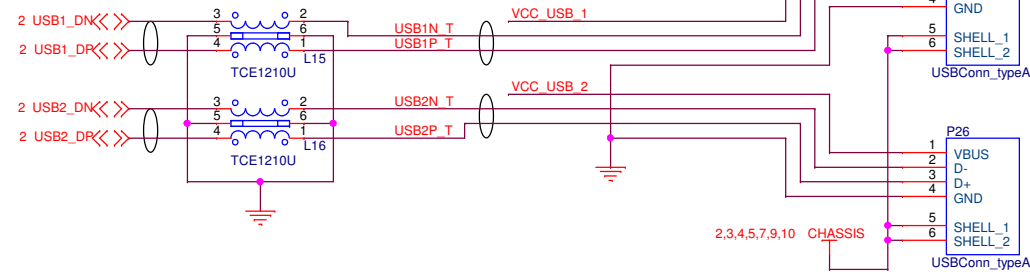 2 USB1_DN
3
2
VCC_USB_1
4
GND
5
6
USB1N_T
5
SHELL_1
2 USB1_DP
4
1
USB1P_T
6
SHELL_2
L15
TCE1210U
USBConn_typeA
VCC_USB_2
2 USB2_DN
3
2
USB2N_T
5
6
2 USB2_DP
4
1
USB2P_T
P26
L16
TCE1210U
1
VBUS
2
D-
3
D+
4
GND
5
SHELL_1
2,3,4,5,7,9,10 CHASSIS
6
SHELL_2
USBConn_typeA